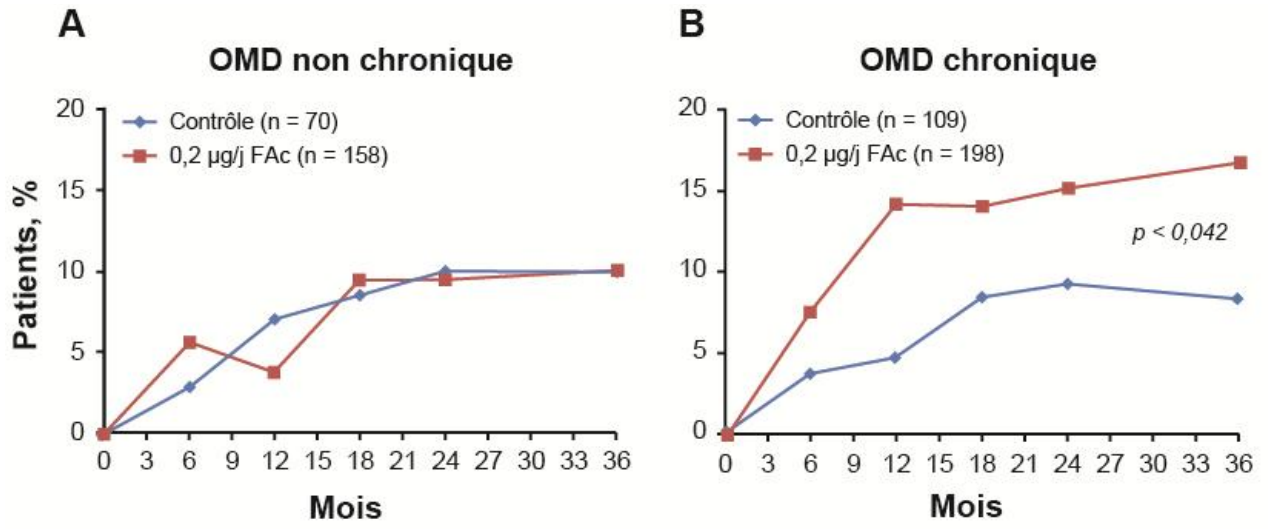 A
OMD non chronique
20
15
10
5
0
Patients, %
Contrôle (n = 70)
0,2 µg/j FAc (n = 158)
0 3 6 9 12 15 18 21 24 27 30 33 36
Mois
B
OMD chronique
20
15
10
5
0
Contrôle (n = 109)
0,2 µg/j FAc (n = 198)
p < 0,042
0 3 6 9 12 15 18 21 24 27 30 33 36
Mois